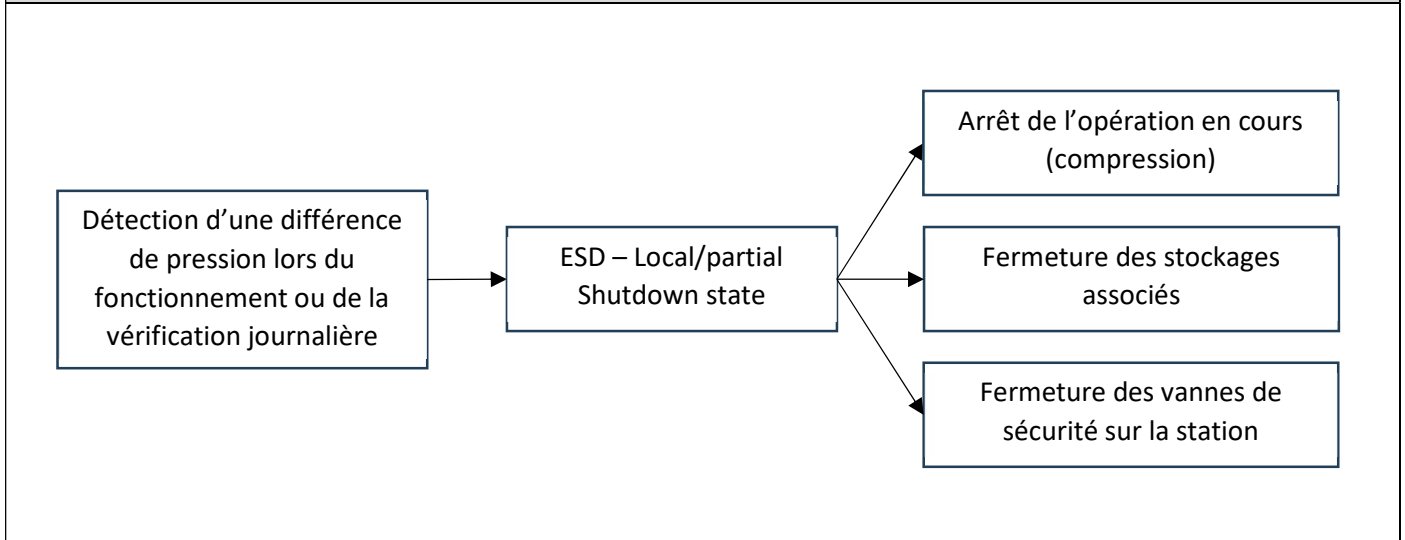 Détection d’une différence
de pression lors du
fonctionnement ou de la
vérification journalière
ESD – Local/partial
Shutdown state
Arrêt de l’opération en cours
(compression)
Fermeture des stockages
associés
Fermeture des vannes de
sécurité sur la station